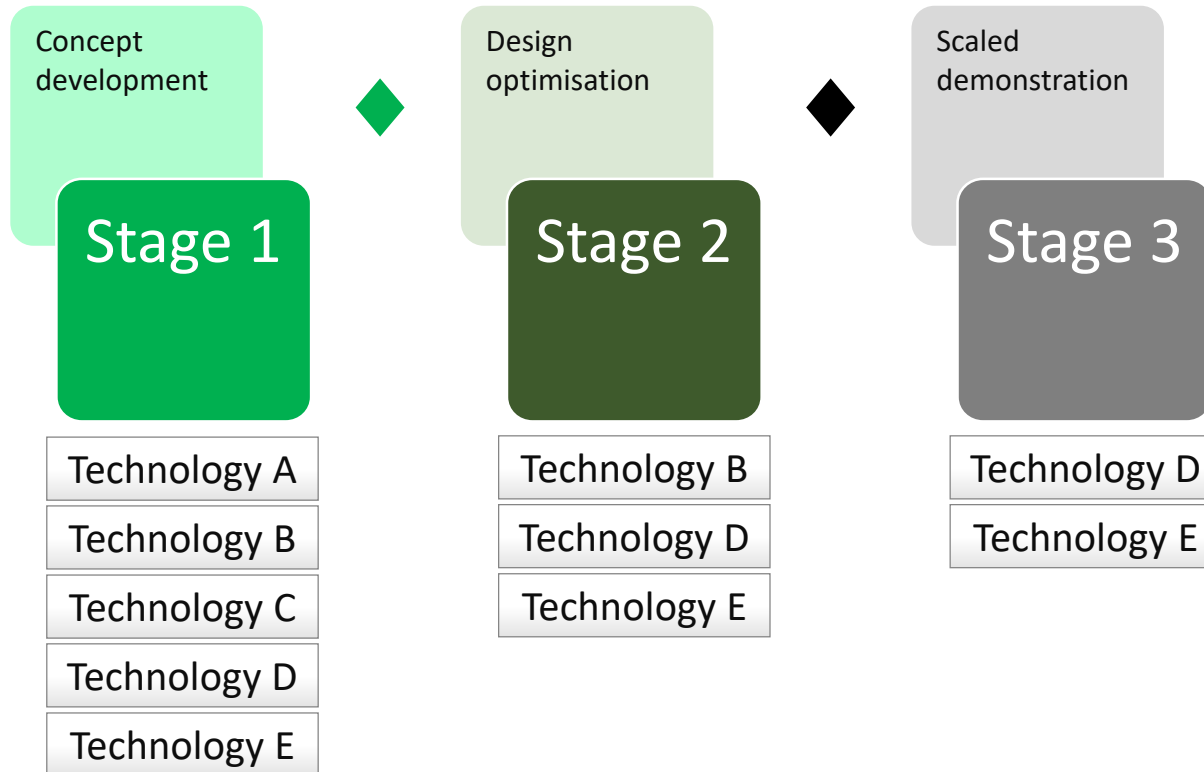 Concept
development
Stage 1
Technology A
Technology B
Technology C
Technology D
Technology E
Design
optimisation
Stage 2
Technology B
Technology D
Technology E
Scaled
demonstration
Stage 3
Technology D
Technology E